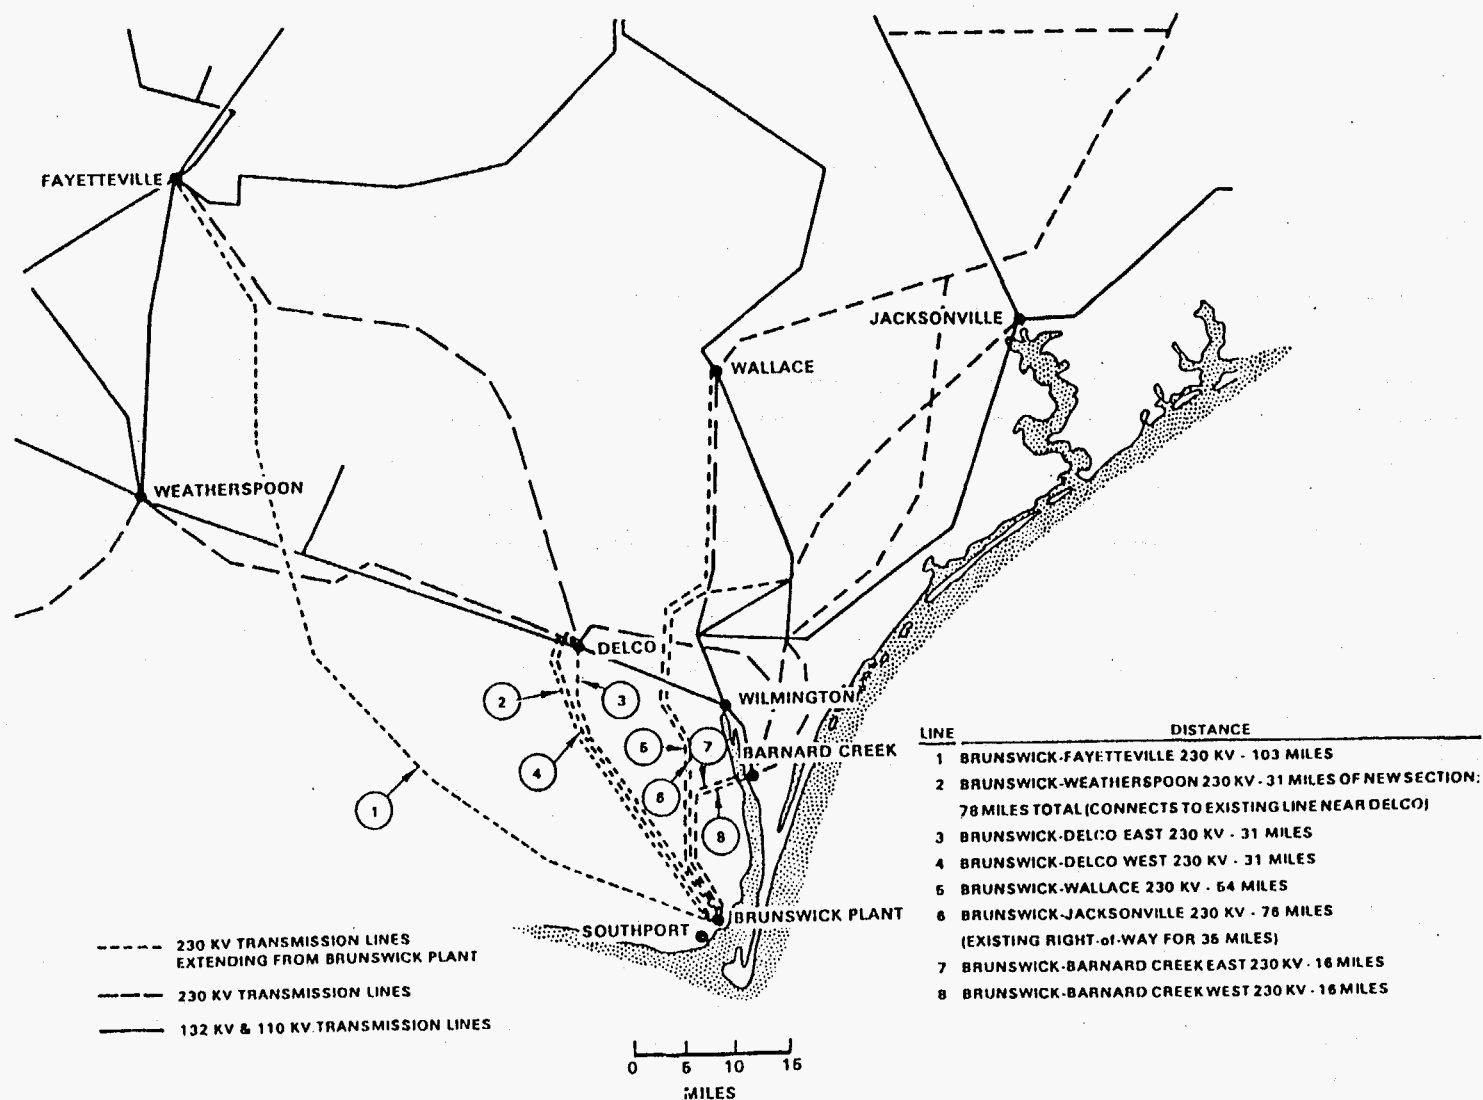 FAYETTEVILLE
JACKSONVILLE
WALLACE
WEATHERSPOON
DELCO
2
3
WILMINGTON
5
7
BARNARD CREEK
4
6
1
8
BRUNSWICK PLANT
SOUTHPORT
LINE DISTANCE
1 BRUNSWICK-FAYETTEVILLE 230 KV - 103 MILES
2 BRUNSWICK-WEATHERSPOON 230 KV - 31 MILES OF NEW SECTION;
78 MILES TOTAL (CONNECTS TO EXISTING LINE NEAR DELCO)
3 BRUNSWICK-DELCO EAST 230 KV - 31 MILES
4 BRUNSWICK-DELCO WEST 230 KV - 31 MILES
5 BRUNSWICK-WALLACE 230 KV - 54 MILES
6 BRUNSWICK-JACKSONVILLE 230 KV - 76 MILES
(EXISTING RIGHT-of-WAY FOR 35 MILES)
7 BRUNSWICK-BARNARD CREEK EAST 230 KV - 16 MILES
8 BRUNSWICK-BARNARD CREEK WEST 230 KV - 16 MILES
230 KV TRANSMISSION LINES
EXTENDING FROM BRUNSWICK PLANT
230 KV TRANSMISSION LINES
132 KV & 110 KV TRANSMISSION LINES
0 5 10 15
MILES